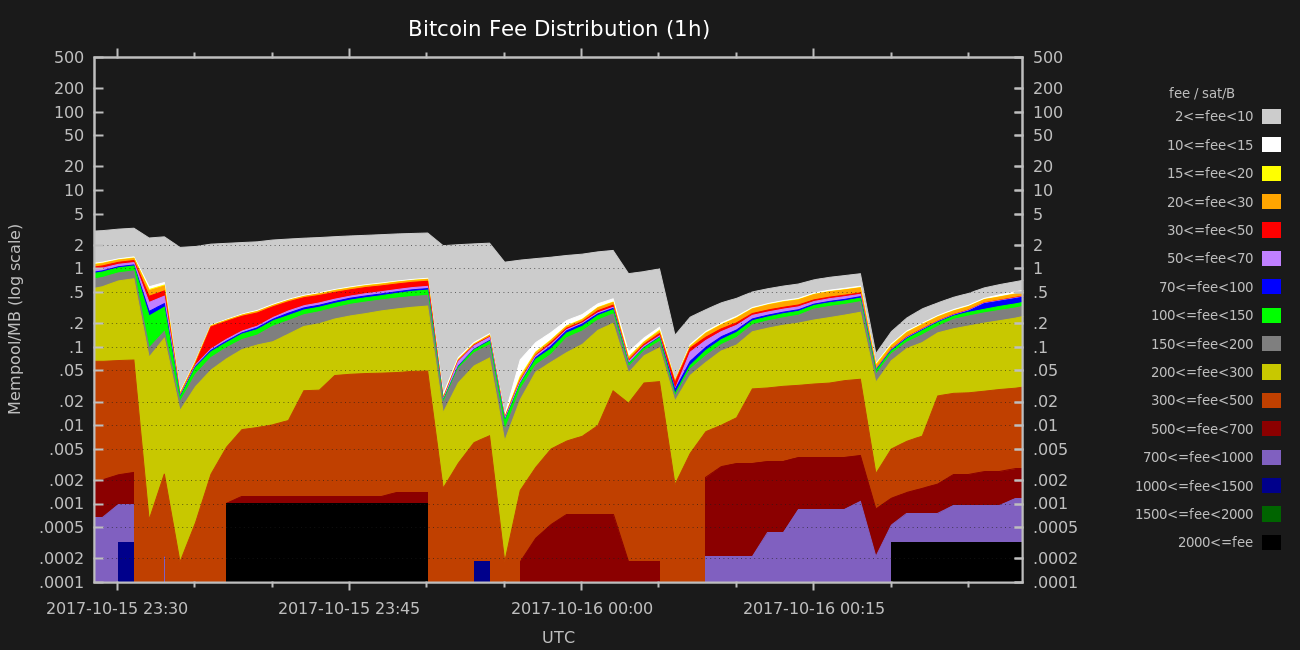 Bitcoin Fee Distribution (1h)
500 500
200 200
100 100
50 50
20 20
10 10
5 5
2 2
1 1
.5 .5
.2 .2
.1 .1
.05 .05
.02 .02
.01 .01
.005 .005
.002 .002
.001 .001
.0005 .0005
.0002 .0002
.0001 .0001
Mempool/MB (log scale)
2017-10-15 23:30 2017-10-15 23:45 2017-10-16 00:00 2017-10-16 00:15
UTC
fee / sat/B
2<=fee<10
10<=fee<15
15<=fee<20
20<=fee<30
30<=fee<50
50<=fee<70
70<=fee<100
100<=fee<150
150<=fee<200
200<=fee<300
300<=fee<500
500<=fee<700
700<=fee<1000
1000<=fee<1500
1500<=fee<2000
2000<=fee